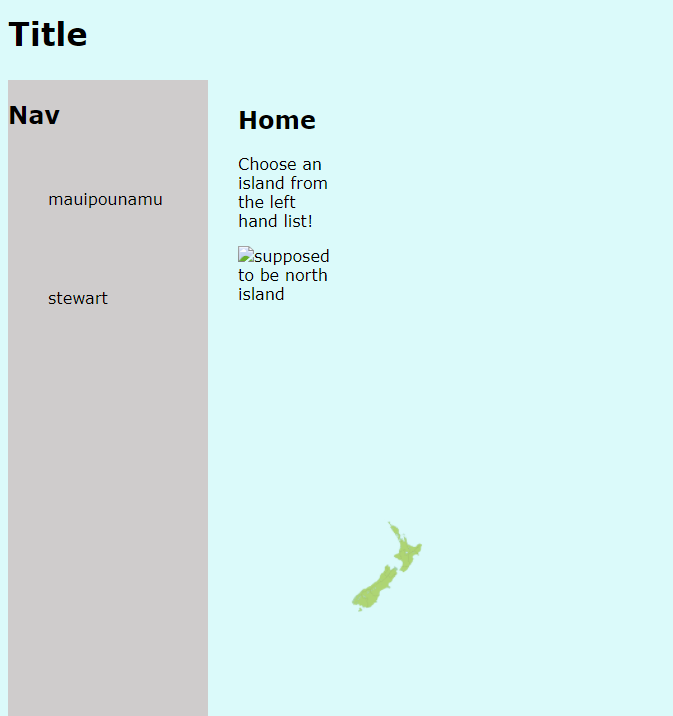 Title
Nav
mauipounamu
stewart
Home
Choose an
island from
the left
hand list!
supposed
to be north
island